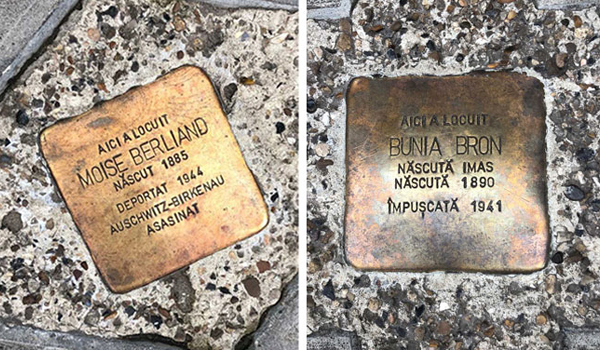 AICI A LOCUIT
MOISE BERLIAND
NĂSCUT 1885
DEPORTAT 1944
AUSCHWITZ-BIRKENAU
ASASINAT
AICI A LOCUIT
BUNIA BRON
NĂSCUTĂ IMAS
NĂSCUTĂ 1890
ÎMPUȘCATĂ 1941